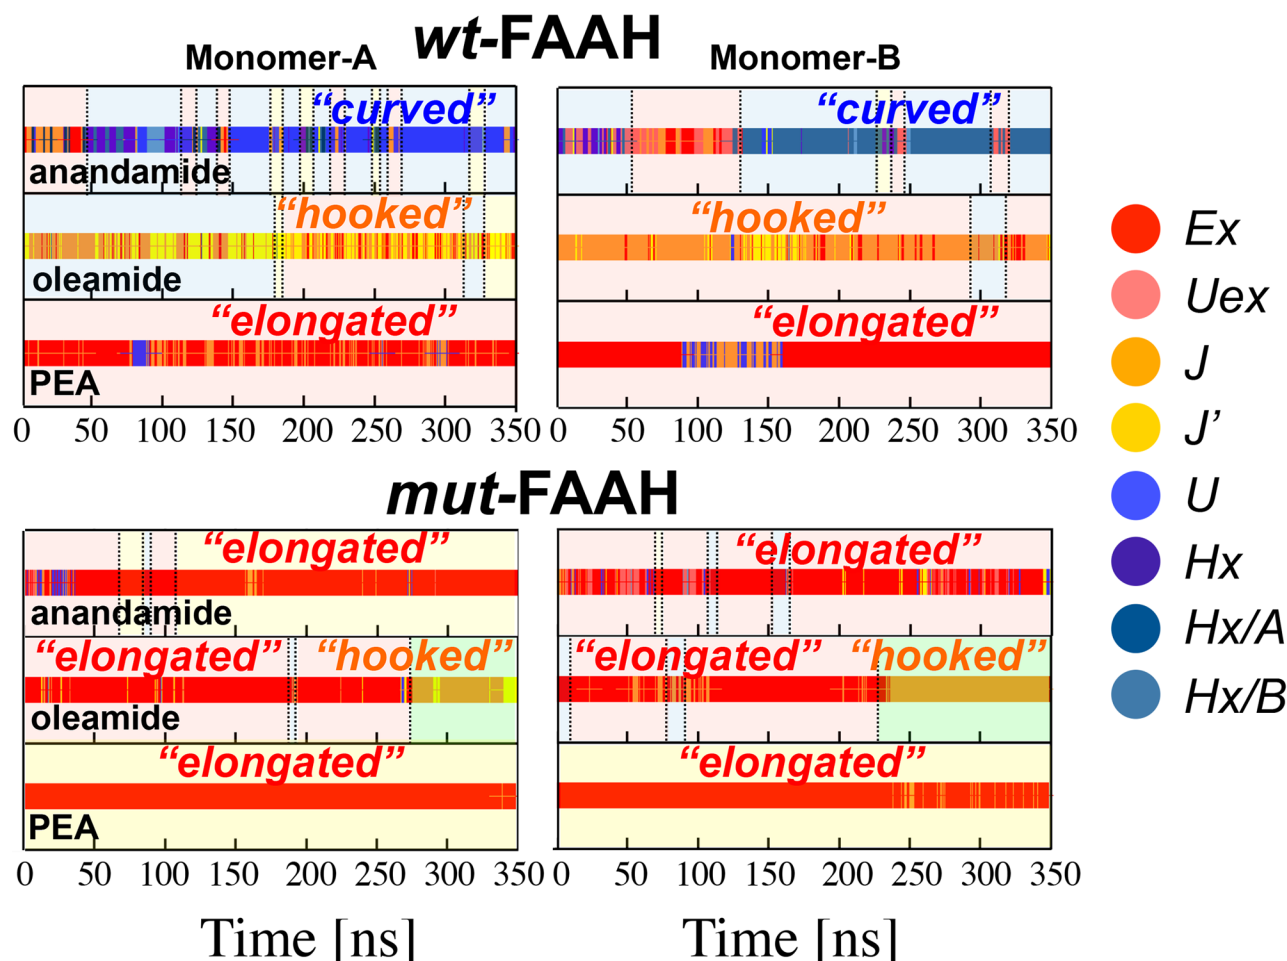 wt-FAAH
Monomer-A
Monomer-B
“curved”
anandamide
“hooked”
oleamide
“elongated”
PEA
“curved”
“hooked”
“elongated”
0 50 100 150 200 250 300 350
0 50 100 150 200 250 300 350
mut-FAAH
“elongated”
anandamide
“elongated” “hooked”
oleamide
“elongated”
PEA
“elongated”
“elongated” “hooked”
“elongated”
0 50 100 150 200 250 300 350
0 50 100 150 200 250 300 350
Time [ns]
Time [ns]
Ex
Uex
J
J’
U
Hx
Hx/A
Hx/B